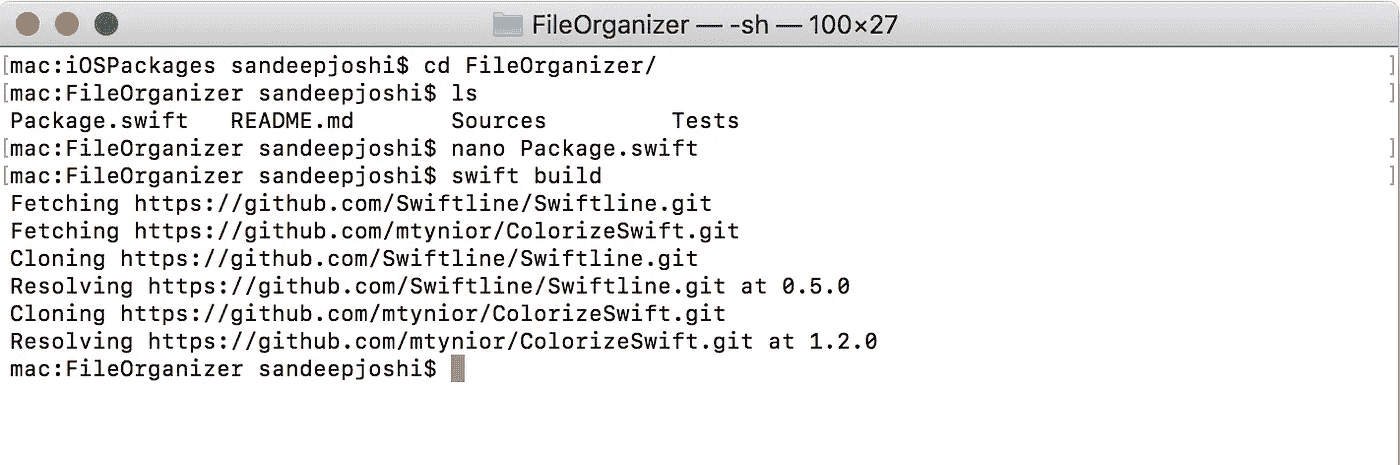 FileOrganizer — -sh — 100×27
[mac:iOSPackages sandeepjoshi$ cd FileOrganizer/ ]
[mac:FileOrganizer sandeepjoshi$ ls ]
Package.swift README.md Sources Tests
[mac:FileOrganizer sandeepjoshi$ nano Package.swift ]
[mac:FileOrganizer sandeepjoshi$ swift build ]
Fetching https://github.com/Swiftline/Swiftline.git
Fetching https://github.com/mtynior/ColorizeSwift.git
Cloning https://github.com/Swiftline/Swiftline.git
Resolving https://github.com/Swiftline/Swiftline.git at 0.5.0
Cloning https://github.com/mtynior/ColorizeSwift.git
Resolving https://github.com/mtynior/ColorizeSwift.git at 1.2.0
mac:FileOrganizer sandeepjoshi$